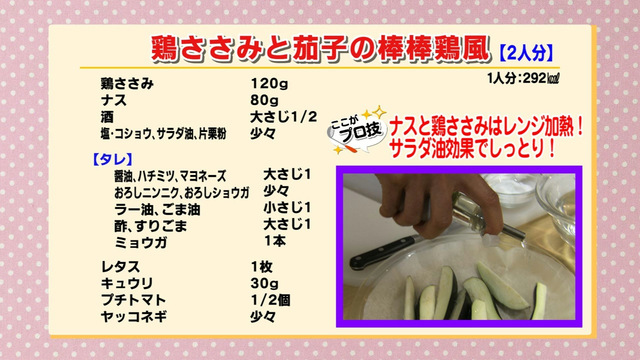 鶏ささみと茄子の棒棒鶏風【2人分】
1人分:292㎉
鶏ささみ 120g
ナス 80g
酒 大さじ1/2
塩・コショウ、サラダ油、片栗粉 少々
【タレ】
醤油、ハチミツ、マヨネーズ 大さじ1
おろしニンニク、おろしショウガ 少々
ラー油、ごま油 小さじ1
酢、すりごま 大さじ1
ミョウガ 1本
レタス 1枚
キュウリ 30g
プチトマト 1/2個
ヤッコネギ 少々
ここが
プロ技
ナスと鶏ささみはレンジ加熱!
サラダ油効果でしっとり!